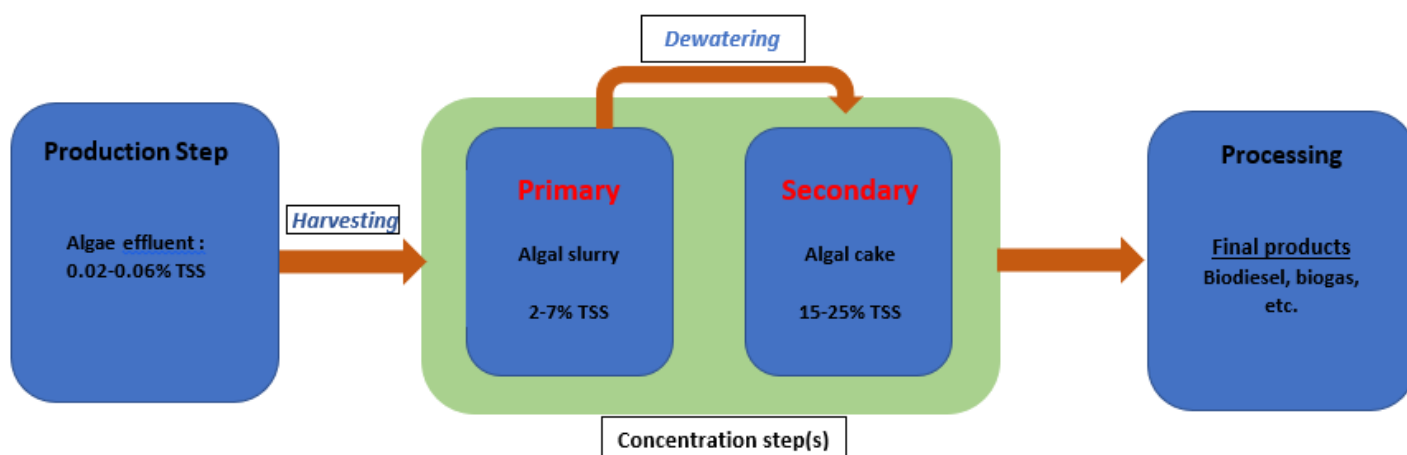 Dewatering
Production Step
Algae effluent :
0.02-0.06% TSS
Harvesting
Primary
Algal slurry
2-7% TSS
Secondary
Algal cake
15-25% TSS
Processing
Final products
Biodiesel, biogas,
etc.
Concentration step(s)